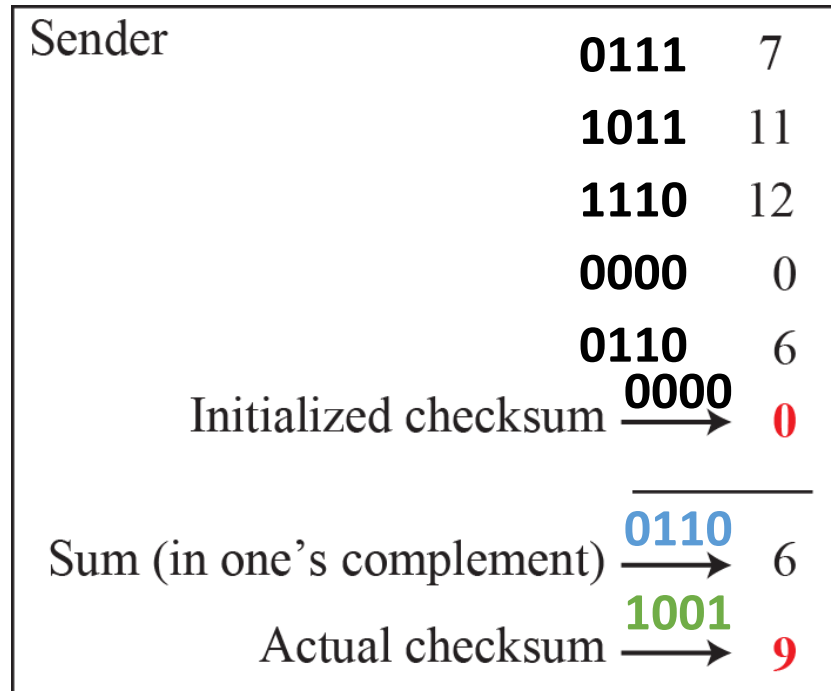 Sender
0111 7
1011 11
1110 12
0000 0
0110 6
0000
Initialized checksum 0
0110
Sum (in one’s complement) 6
1001
Actual checksum 9